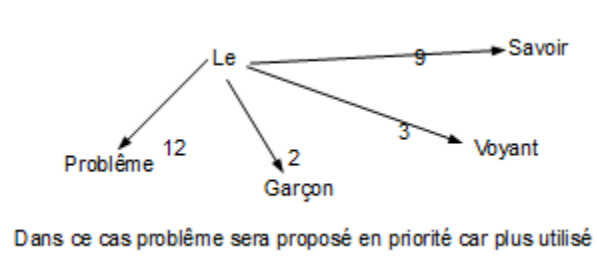 Le
9
Savoir
3
Voyant
12
Problême
2
Garçon
Dans ce cas problême sera proposé en priorité car plus utilisé